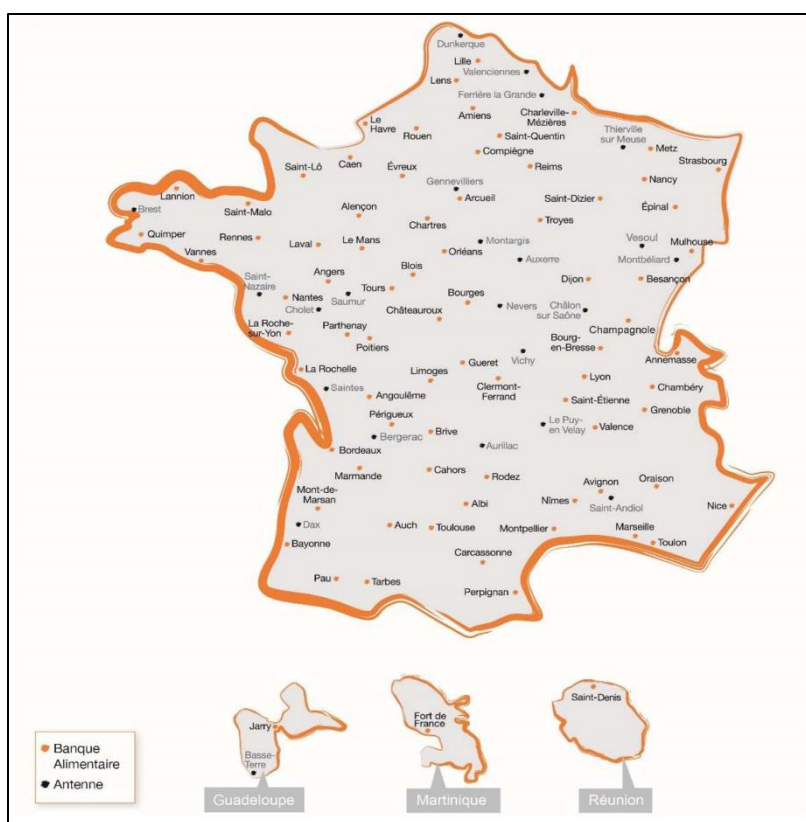 Dunkerque
Lille
Valenciennes
Lens
Ferrière la Grande
Amiens
Charleville-
Mézières
Le
Havre
Rouen
Saint-Quentin
Thierville
sur Meuse
Metz
Compiègne
Strasbourg
Saint-Lô
Caen
Évreux
Reims
Gennevilliers
Nancy
Lannion
Arcueil
Saint-Dizier
Brest
Saint-Malo
Alençon
Épinal
Chartres
Troyes
Quimper
Rennes
Laval
Le Mans
Orléans
Montargis
Vesoul
Mulhouse
Vannes
Auxerre
Montbéliard
Blois
Saint-
Nazaire
Angers
Dijon
Besançon
Tours
Nantes
Saumur
Bourges
Cholet
Nevers
Châlon
sur Saône
Châteauroux
La Roche-
sur-Yon
Parthenay
Champagnole
Poitiers
Bourg-
en-Bresse
Vichy
Annemasse
La Rochelle
Gueret
Limoges
Lyon
Clermont-
Ferrand
Chambéry
Saintes
Angoulême
Saint-Étienne
Grenoble
Périgueux
Le Puy-
en Velay
Valence
Brive
Bergerac
Aurillac
Bordeaux
Marmande
Cahors
Rodez
Avignon
Oraison
Mont-de-
Marsan
Albi
Nîmes
Saint-Andiol
Nice
Dax
Auch
Toulouse
Montpellier
Marseille
Bayonne
Toulon
Carcassonne
Pau
Tarbes
Perpignan
Jarry
Basse-
Terre
Guadeloupe
Fort de
France
Martinique
Saint-Denis
Réunion
Banque
Alimentaire
Antenne